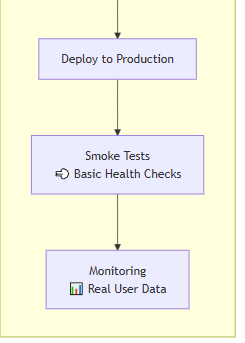 Deploy to Production
Smoke Tests
💨 Basic Health Checks
Monitoring
📊 Real User Data